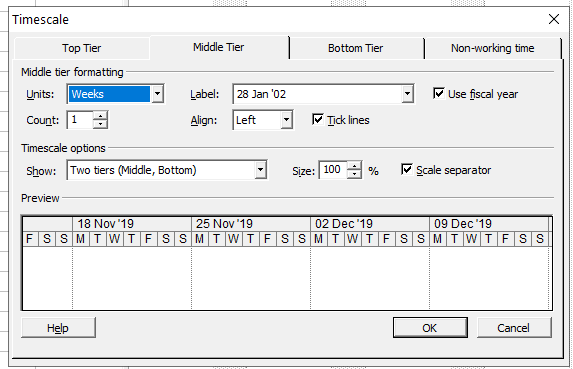 Timescale
Top Tier Middle Tier Bottom Tier Non-working time
Middle tier formatting
Units: Weeks Label: 28 Jan '02 Use fiscal year
Count: 1 Align: Left Tick lines
Timescale options
Show: Two tiers (Middle, Bottom) Size: 100 % Scale separator
Preview
18 Nov '19 25 Nov '19 02 Dec '19 09 Dec '19
F S S M T W T F S S M T W T F S S M T W T F S S M T W T F S S
Help OK Cancel